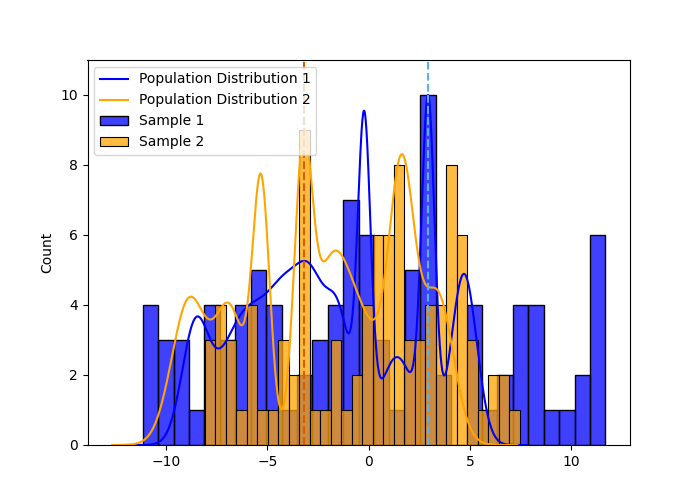 Population Distribution 1
Population Distribution 2
Sample 1
Sample 2
Count
10
8
6
4
2
0
−10 −5 0 5 10